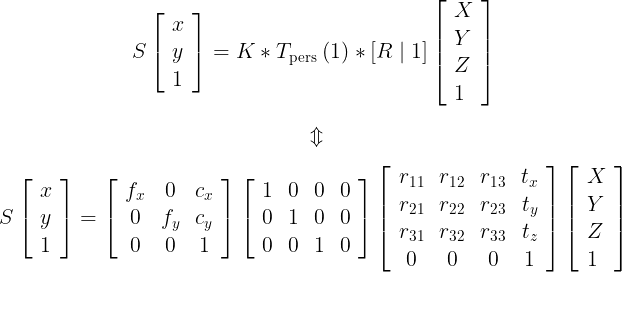 S [ x y 1 ] = K * T_pers (1) * [R | 1] [ X Y Z 1 ]
⇕
S [ x y 1 ] = [ f_x 0 c_x ; 0 f_y c_y ; 0 0 1 ] [ 1 0 0 0 ; 0 1 0 0 ; 0 0 1 0 ] [ r_11 r_12 r_13 t_x ; r_21 r_22 r_23 t_y ; r_31 r_32 r_33 t_z ; 0 0 0 1 ] [ X Y Z 1 ]